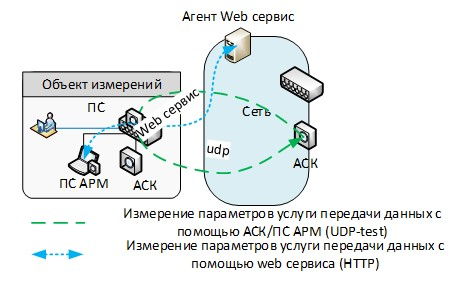 Агент Web сервис
Объект измерений
ПС
Web сервис
Сеть
udp
ПС АРМ
АСК
АСК
Измерение параметров услуги передачи данных с
помощью АСК/ПС АРМ (UDP-test)
Измерение параметров услуги передачи данных с
помощью web сервиса (HTTP)